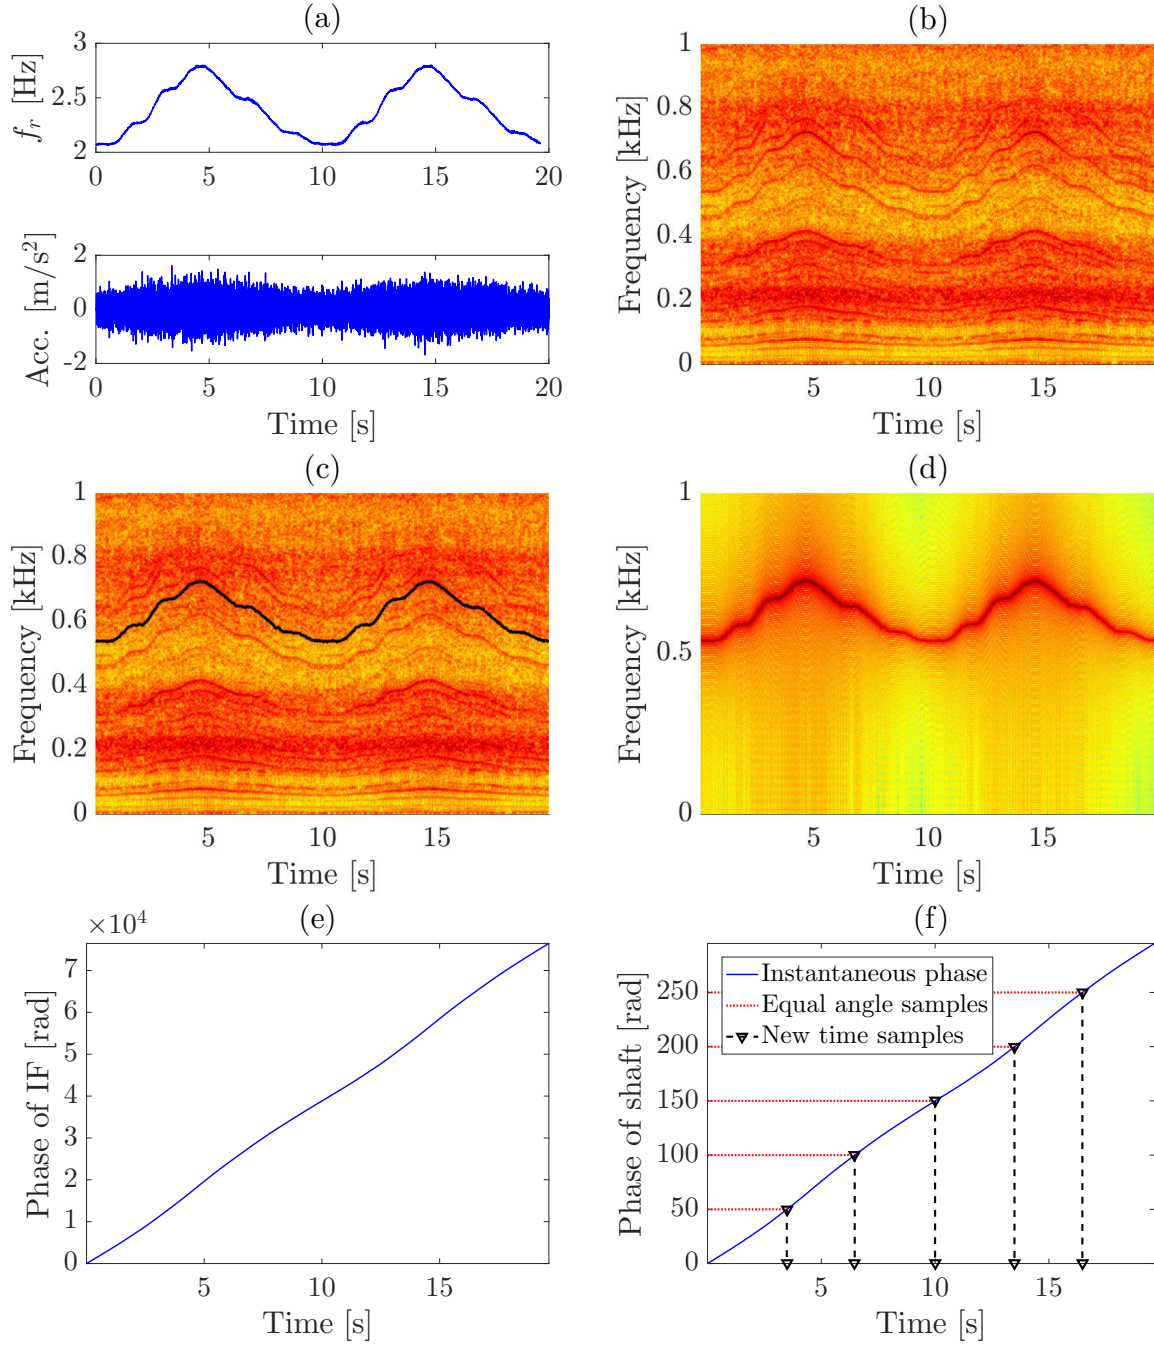 (a)
3
2.5
2
f_r [Hz]
0 5 10 15 20
2
0
-2
Acc. [m/s²]
0 5 10 15 20
Time [s]
(b)
1
0.8
0.6
0.4
0.2
0
Frequency [kHz]
5 10 15
Time [s]
(c)
1
0.8
0.6
0.4
0.2
0
Frequency [kHz]
5 10 15
Time [s]
(d)
1
0.5
0
Frequency [kHz]
5 10 15
Time [s]
(e)
×10⁴
7
6
5
4
3
2
1
0
Phase of IF [rad]
5 10 15
Time [s]
(f)
250
200
150
100
50
0
Phase of shaft [rad]
Instantaneous phase
Equal angle samples
New time samples
5 10 15
Time [s]